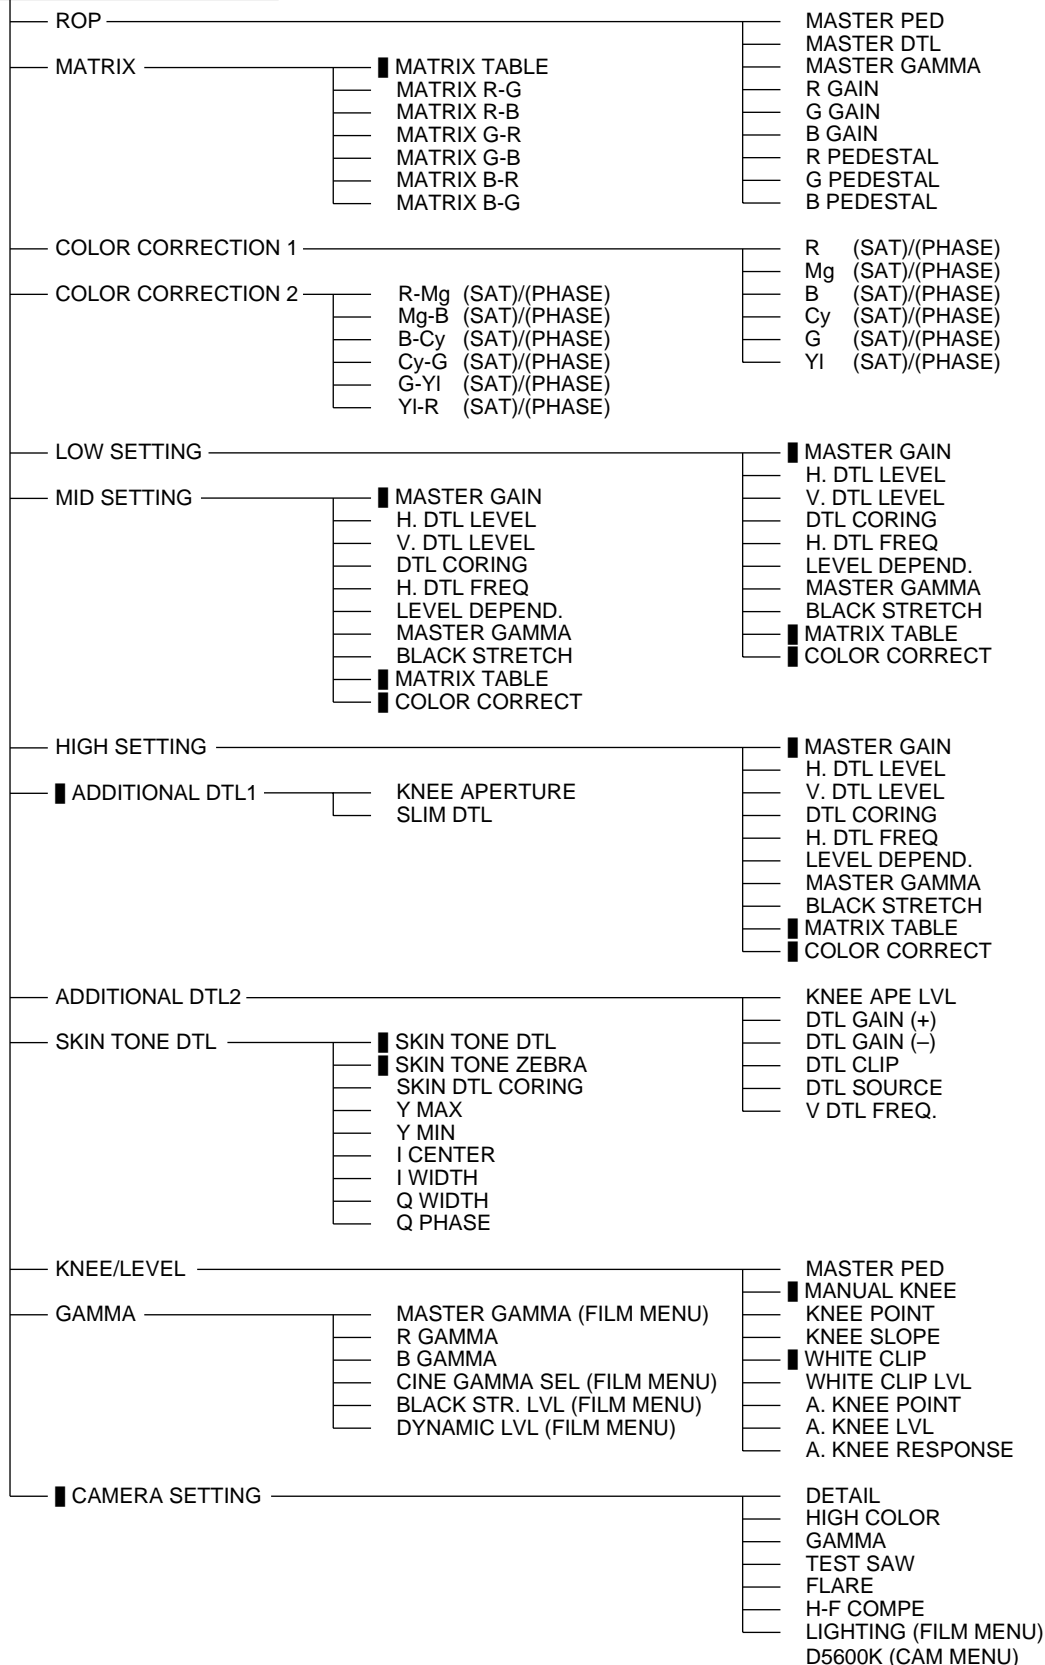 ROP
MASTER PED
MASTER DTL
MASTER GAMMA
R GAIN
G GAIN
B GAIN
R PEDESTAL
G PEDESTAL
B PEDESTAL
MATRIX
MATRIX TABLE
MATRIX R-G
MATRIX R-B
MATRIX G-R
MATRIX G-B
MATRIX B-R
MATRIX B-G
COLOR CORRECTION 1
R (SAT)/(PHASE)
Mg (SAT)/(PHASE)
B (SAT)/(PHASE)
Cy (SAT)/(PHASE)
G (SAT)/(PHASE)
Yl (SAT)/(PHASE)
COLOR CORRECTION 2
R-Mg (SAT)/(PHASE)
Mg-B (SAT)/(PHASE)
B-Cy (SAT)/(PHASE)
Cy-G (SAT)/(PHASE)
G-Yl (SAT)/(PHASE)
Yl-R (SAT)/(PHASE)
LOW SETTING
MASTER GAIN
H. DTL LEVEL
V. DTL LEVEL
DTL CORING
H. DTL FREQ
LEVEL DEPEND.
MASTER GAMMA
BLACK STRETCH
MATRIX TABLE
COLOR CORRECT
MID SETTING
MASTER GAIN
H. DTL LEVEL
V. DTL LEVEL
DTL CORING
H. DTL FREQ
LEVEL DEPEND.
MASTER GAMMA
BLACK STRETCH
MATRIX TABLE
COLOR CORRECT
HIGH SETTING
MASTER GAIN
H. DTL LEVEL
V. DTL LEVEL
DTL CORING
H. DTL FREQ
LEVEL DEPEND.
MASTER GAMMA
BLACK STRETCH
MATRIX TABLE
COLOR CORRECT
ADDITIONAL DTL1
KNEE APERTURE
SLIM DTL
ADDITIONAL DTL2
KNEE APE LVL
DTL GAIN (+)
DTL GAIN (–)
DTL CLIP
DTL SOURCE
V DTL FREQ.
SKIN TONE DTL
SKIN TONE DTL
SKIN TONE ZEBRA
SKIN DTL CORING
Y MAX
Y MIN
I CENTER
I WIDTH
Q WIDTH
Q PHASE
KNEE/LEVEL
MASTER PED
MANUAL KNEE
KNEE POINT
KNEE SLOPE
WHITE CLIP
WHITE CLIP LVL
A. KNEE POINT
A. KNEE LVL
A. KNEE RESPONSE
GAMMA
MASTER GAMMA (FILM MENU)
R GAMMA
B GAMMA
CINE GAMMA SEL (FILM MENU)
BLACK STR. LVL (FILM MENU)
DYNAMIC LVL (FILM MENU)
CAMERA SETTING
DETAIL
HIGH COLOR
GAMMA
TEST SAW
FLARE
H-F COMPE
LIGHTING (FILM MENU)
D5600K (CAM MENU)